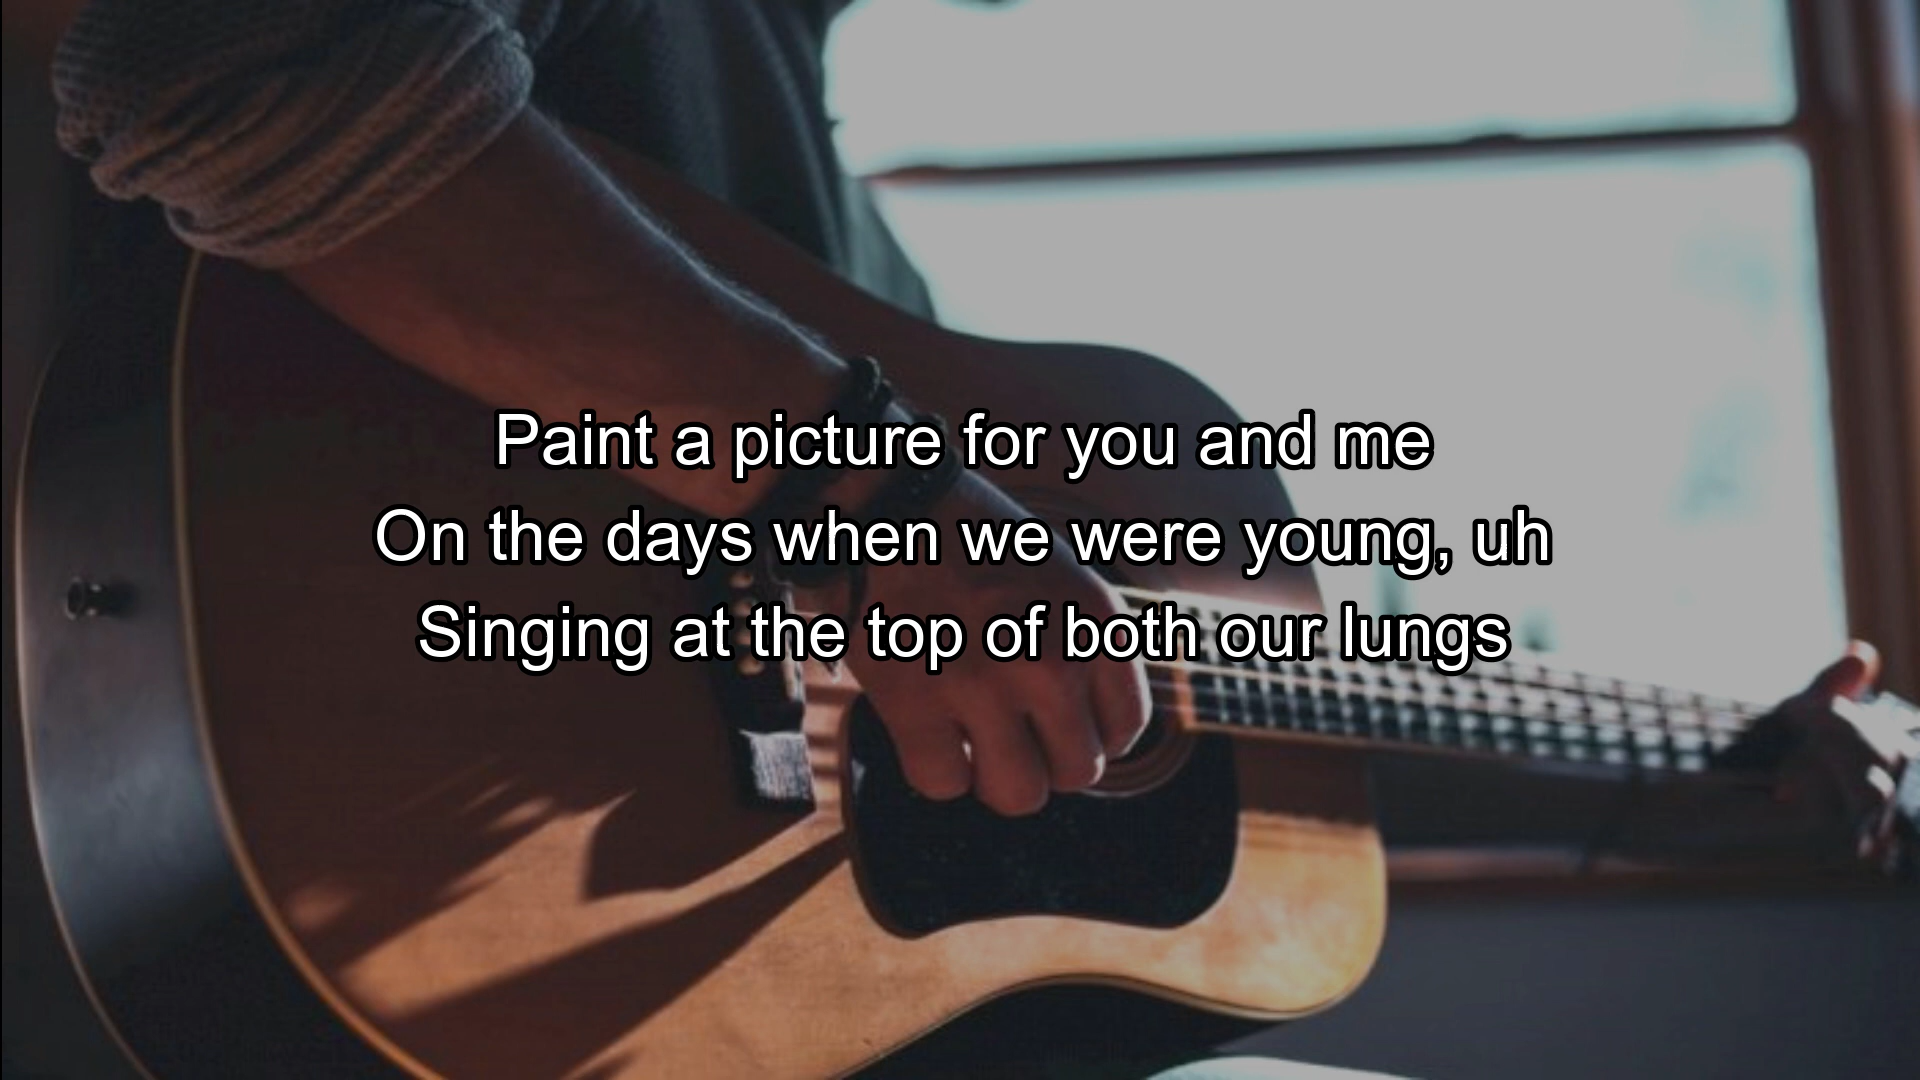 Paint a picture for you and me
On the days when we were young, uh
Singing at the top of both our lungs